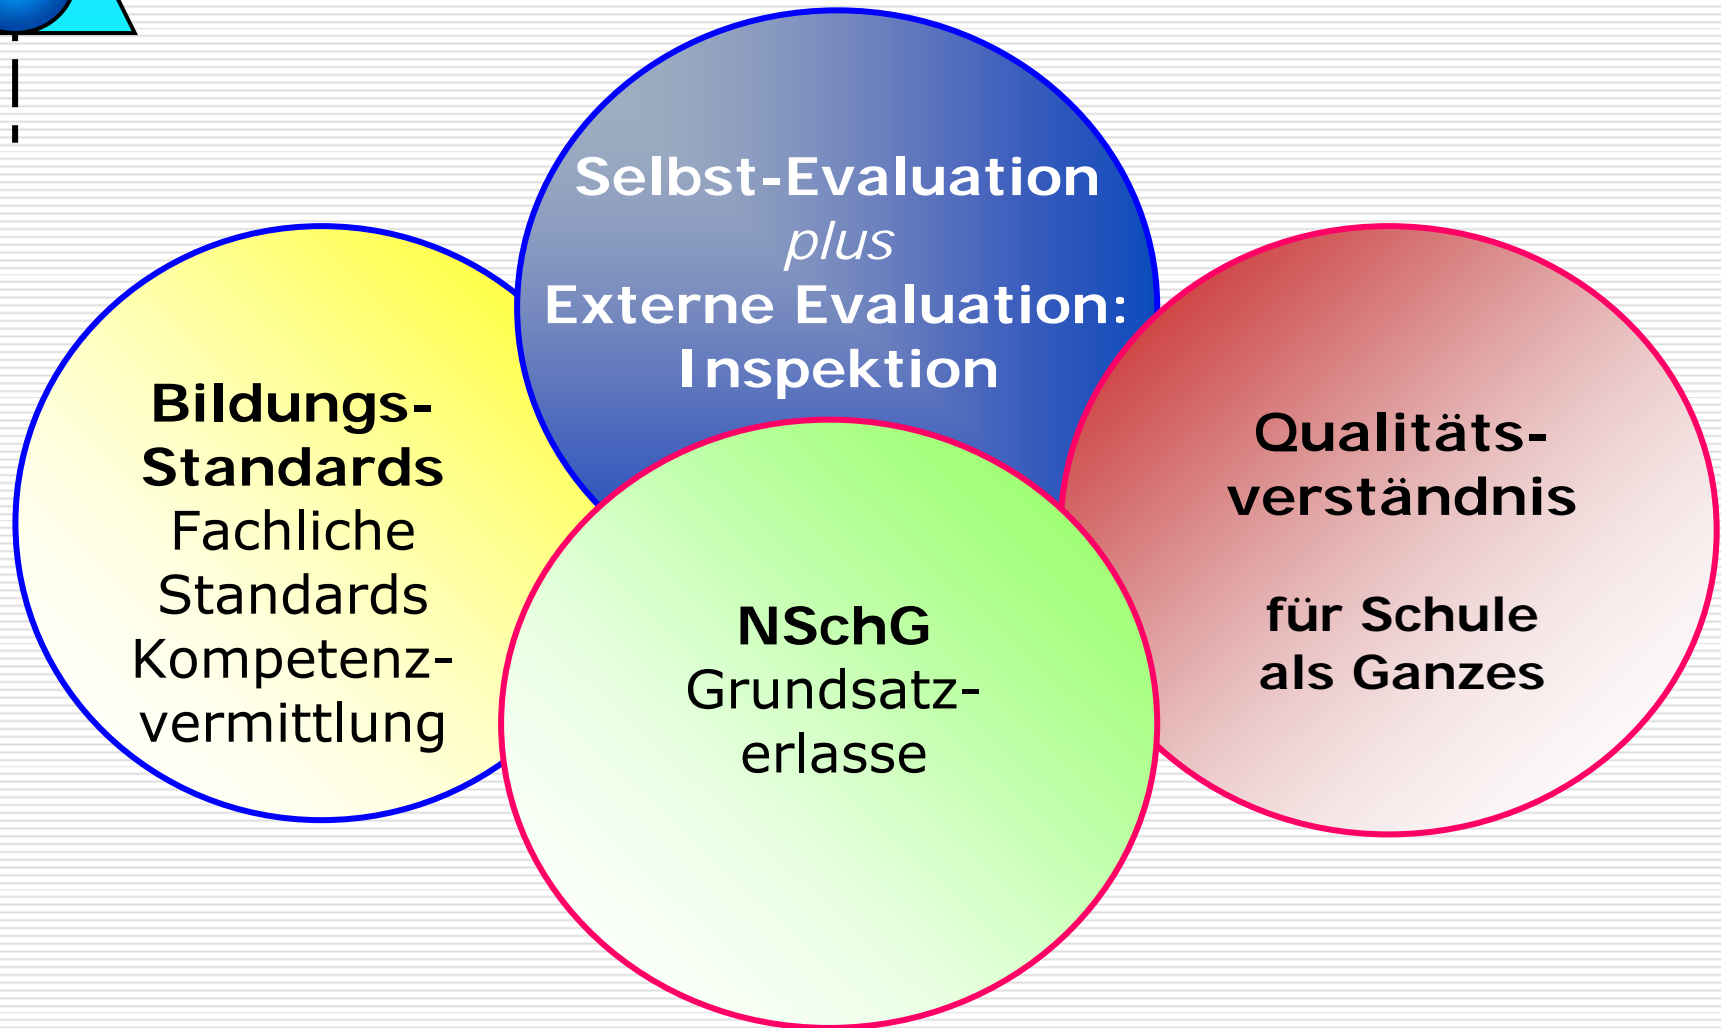 Selbst-Evaluation
plus
Externe Evaluation:
Inspektion
Bildungs-
Standards
Fachliche
Standards
Kompetenz-
vermittlung
NSchG
Grundsatz-
erlasse
Qualitäts-
verständnis
für Schule
als Ganzes